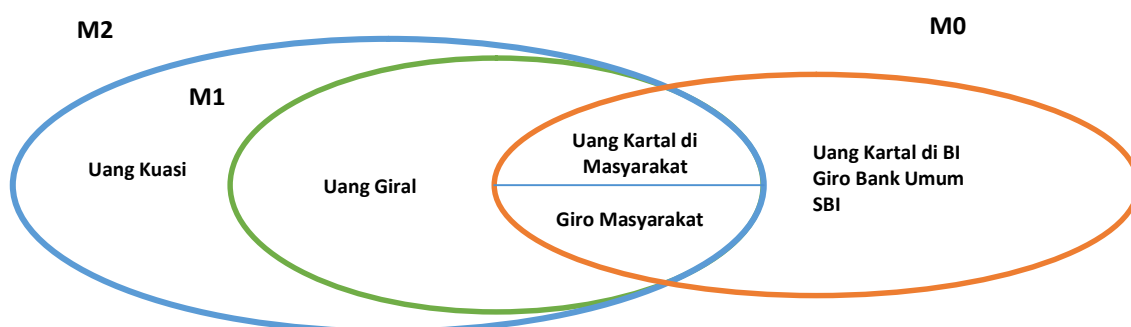 M2
M0
M1
Uang Kuasi
Uang Giral
Uang Kartal di
Masyarakat
Giro Masyarakat
Uang Kartal di BI
Giro Bank Umum
SBI